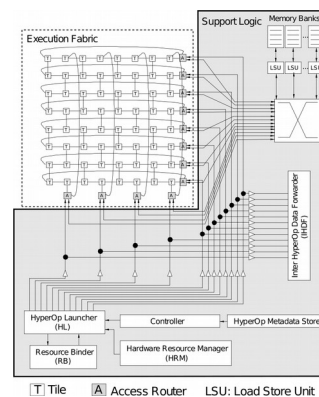 Support Logic
Memory Banks
Execution Fabric
LSU LSU ... LSU
T T T T T T T T A
T T T T T T T T A
T T T T T T T T A
T T T T T T T T A
T T T T T T T T A
T T T T T T T T A
T T T T T T T T A
T T T T T T T T A
A A A A
Inter HyperOp Data Forwarder
(IHDF)
HyperOp Launcher
(HL)
Controller
HyperOp Metadata Store
Resource Binder
(RB)
Hardware Resource Manager
(HRM)
T Tile A Access Router LSU: Load Store Unit